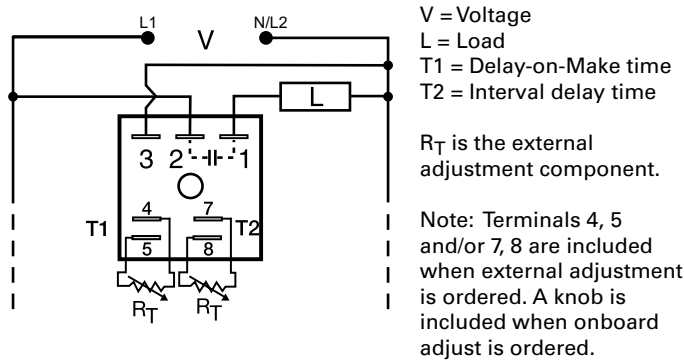 L1
V
N/L2
L
3 2 1
4
7
T1
T2
5
8
RT
RT
V = Voltage
L = Load
T1 = Delay-on-Make time
T2 = Interval delay time
RT is the external
adjustment component.
Note: Terminals 4, 5
and/or 7, 8 are included
when external adjustment
is ordered. A knob is
included when onboard
adjust is ordered.